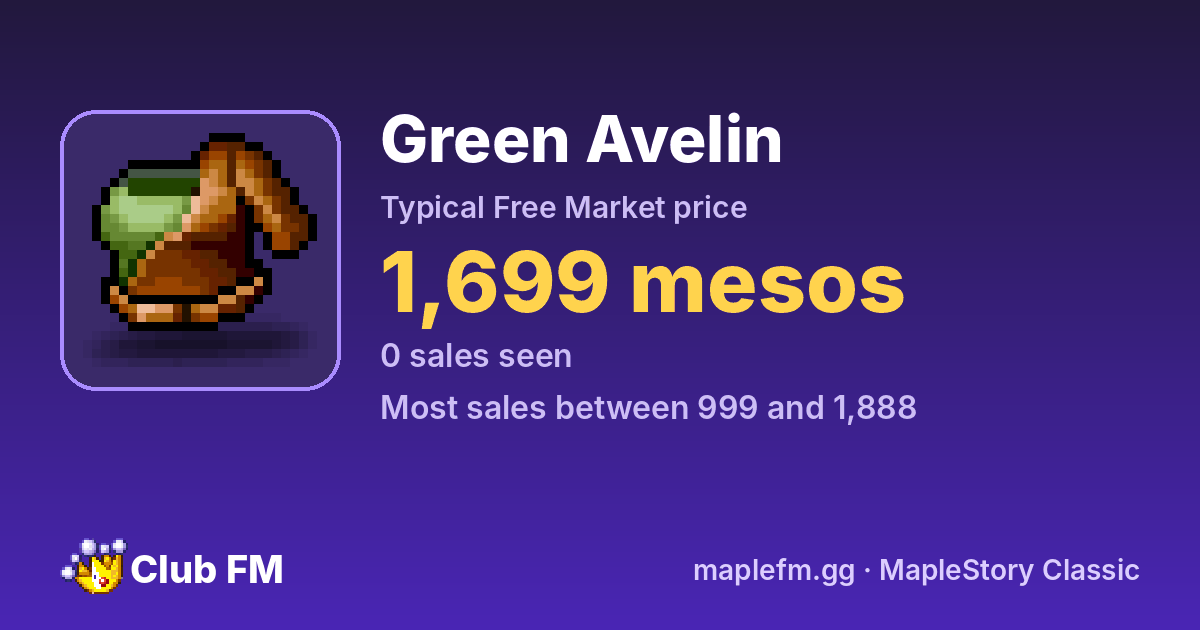 Green Avelin
Typical Free Market price
1,699 mesos
0 sales seen
Most sales between 999 and 1,888
Club FM
maplefm.gg · MapleStory Classic